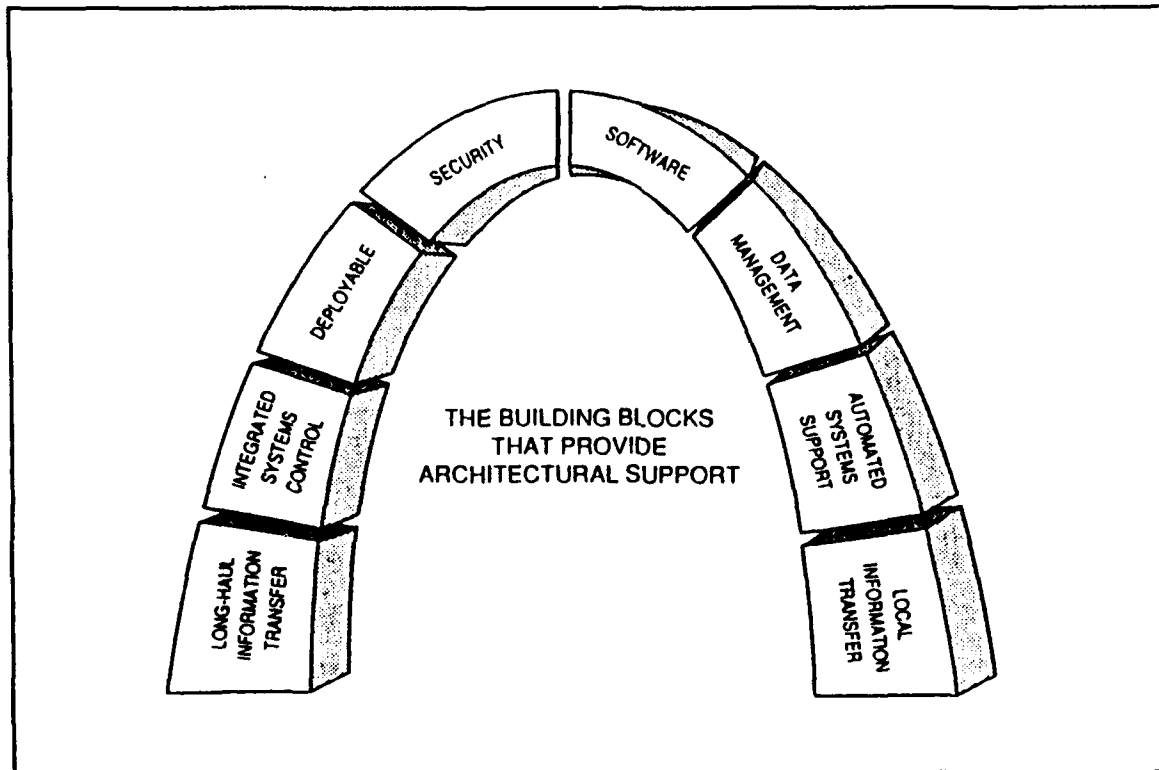 SECURITY
SOFTWARE
DEPLOYABLE
DATA
MANAGEMENT
INTEGRATED
SYSTEMS
CONTROL
THE BUILDING BLOCKS
THAT PROVIDE
ARCHITECTURAL SUPPORT
AUTOMATED
SYSTEMS
SUPPORT
LONG-HAUL
INFORMATION
TRANSFER
LOCAL
INFORMATION
TRANSFER